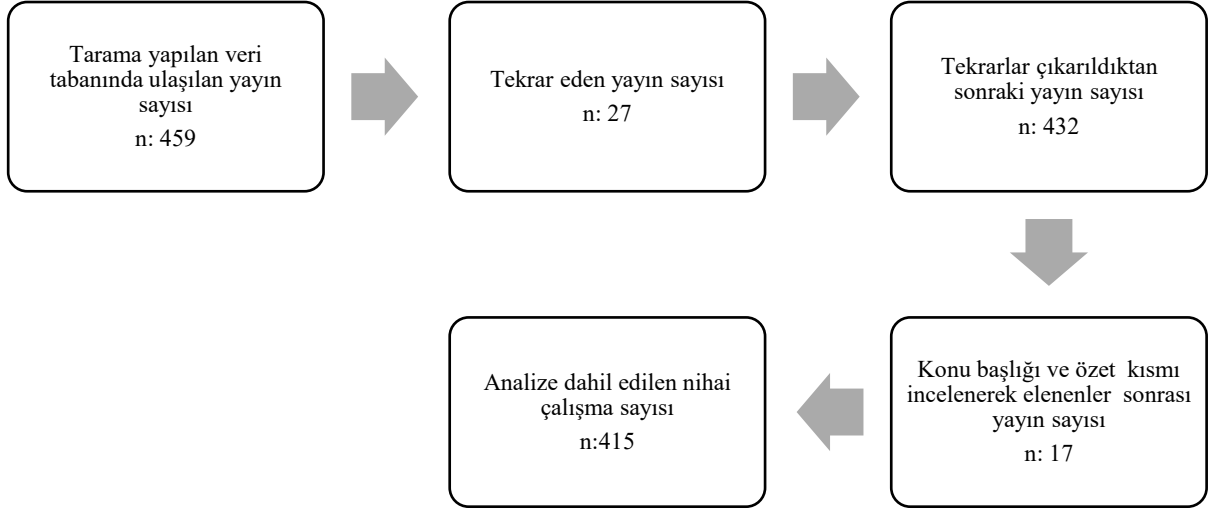 Tarama yapılan veri
tabanında ulaşılan yayın
sayısı
n: 459
Tekrar eden yayın sayısı
n: 27
Tekrarlar çıkarıldıktan
sonraki yayın sayısı
n: 432
Konu başlığı ve özet kısmı
incelenerek elenenler sonrası
yayın sayısı
n: 17
Analize dahil edilen nihai
çalışma sayısı
n:415